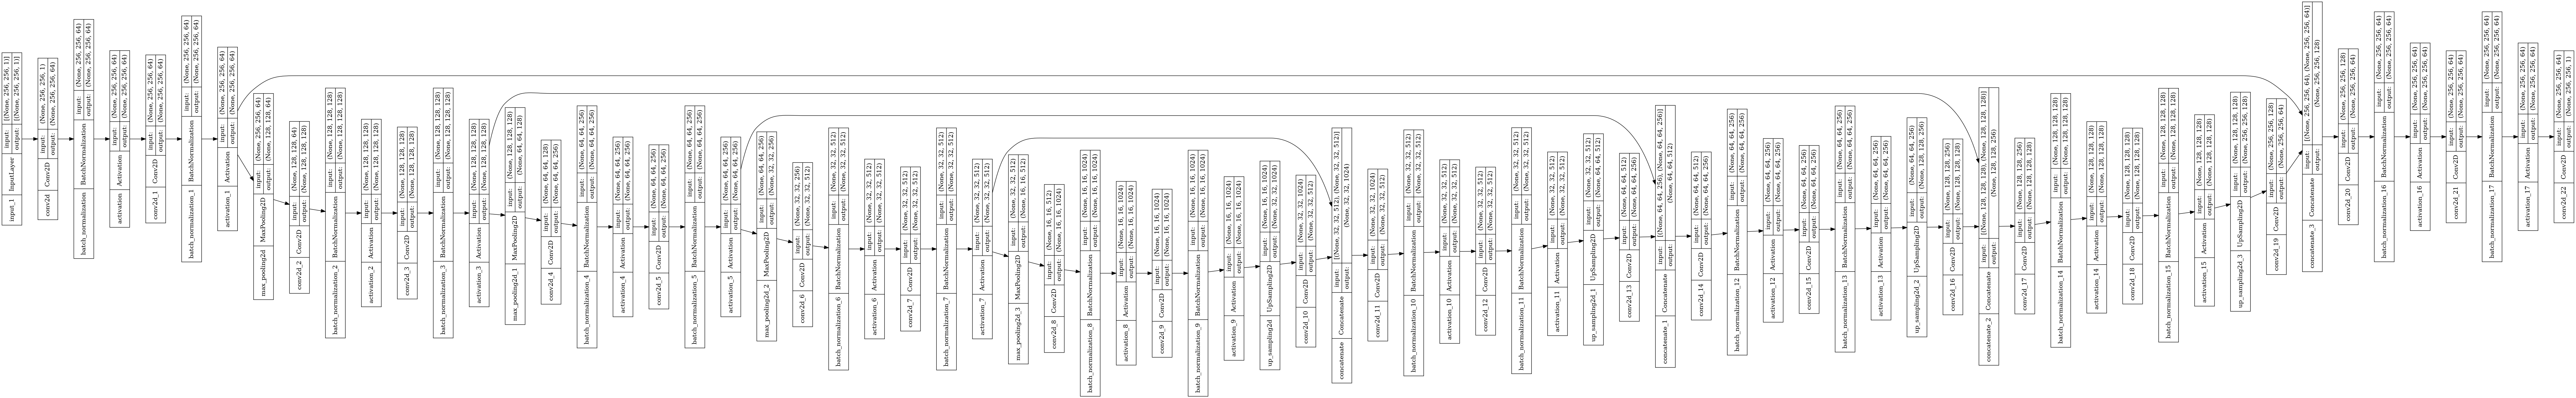 input_1 InputLayer input: [(None, 256, 256, 1)]
output: [(None, 256, 256, 1)]
conv2d Conv2D input: (None, 256, 256, 1)
output: (None, 256, 256, 64)
batch_normalization BatchNormalization input: (None, 256, 256, 64)
output: (None, 256, 256, 64)
activation Activation input: (None, 256, 256, 64)
output: (None, 256, 256, 64)
conv2d_1 Conv2D input: (None, 256, 256, 64)
output: (None, 256, 256, 64)
batch_normalization_1 BatchNormalization input: (None, 256, 256, 64)
output: (None, 256, 256, 64)
activation_1 Activation input: (None, 256, 256, 64)
output: (None, 256, 256, 64)
max_pooling2d MaxPooling2D input: (None, 256, 256, 64)
output: (None, 128, 128, 64)
conv2d_2 Conv2D input: (None, 128, 128, 64)
output: (None, 128, 128, 128)
batch_normalization_2 BatchNormalization input: (None, 128, 128, 128)
output: (None, 128, 128, 128)
activation_2 Activation input: (None, 128, 128, 128)
output: (None, 128, 128, 128)
conv2d_3 Conv2D input: (None, 128, 128, 128)
output: (None, 128, 128, 128)
batch_normalization_3 BatchNormalization input: (None, 128, 128, 128)
output: (None, 128, 128, 128)
activation_3 Activation input: (None, 128, 128, 128)
output: (None, 128, 128, 128)
max_pooling2d_1 MaxPooling2D input: (None, 128, 128, 128)
output: (None, 64, 64, 128)
conv2d_4 Conv2D input: (None, 64, 64, 128)
output: (None, 64, 64, 256)
batch_normalization_4 BatchNormalization input: (None, 64, 64, 256)
output: (None, 64, 64, 256)
activation_4 Activation input: (None, 64, 64, 256)
output: (None, 64, 64, 256)
conv2d_5 Conv2D input: (None, 64, 64, 256)
output: (None, 64, 64, 256)
batch_normalization_5 BatchNormalization input: (None, 64, 64, 256)
output: (None, 64, 64, 256)
activation_5 Activation input: (None, 64, 64, 256)
output: (None, 64, 64, 256)
max_pooling2d_2 MaxPooling2D input: (None, 64, 64, 256)
output: (None, 32, 32, 256)
conv2d_6 Conv2D input: (None, 32, 32, 256)
output: (None, 32, 32, 512)
batch_normalization_6 BatchNormalization input: (None, 32, 32, 512)
output: (None, 32, 32, 512)
activation_6 Activation input: (None, 32, 32, 512)
output: (None, 32, 32, 512)
conv2d_7 Conv2D input: (None, 32, 32, 512)
output: (None, 32, 32, 512)
batch_normalization_7 BatchNormalization input: (None, 32, 32, 512)
output: (None, 32, 32, 512)
activation_7 Activation input: (None, 32, 32, 512)
output: (None, 32, 32, 512)
max_pooling2d_3 MaxPooling2D input: (None, 32, 32, 512)
output: (None, 16, 16, 512)
conv2d_8 Conv2D input: (None, 16, 16, 512)
output: (None, 16, 16, 1024)
batch_normalization_8 BatchNormalization input: (None, 16, 16, 1024)
output: (None, 16, 16, 1024)
activation_8 Activation input: (None, 16, 16, 1024)
output: (None, 16, 16, 1024)
conv2d_9 Conv2D input: (None, 16, 16, 1024)
output: (None, 16, 16, 1024)
batch_normalization_9 BatchNormalization input: (None, 16, 16, 1024)
output: (None, 16, 16, 1024)
activation_9 Activation input: (None, 16, 16, 1024)
output: (None, 16, 16, 1024)
up_sampling2d UpSampling2D input: (None, 16, 16, 1024)
output: (None, 32, 32, 1024)
conv2d_10 Conv2D input: (None, 32, 32, 1024)
output: (None, 32, 32, 512)
concatenate Concatenate input: [(None, 32, 32, 512), (None, 32, 32, 512)]
output: (None, 32, 32, 1024)
conv2d_11 Conv2D input: (None, 32, 32, 1024)
output: (None, 32, 32, 512)
batch_normalization_10 BatchNormalization input: (None, 32, 32, 512)
output: (None, 32, 32, 512)
activation_10 Activation input: (None, 32, 32, 512)
output: (None, 32, 32, 512)
conv2d_12 Conv2D input: (None, 32, 32, 512)
output: (None, 32, 32, 512)
batch_normalization_11 BatchNormalization input: (None, 32, 32, 512)
output: (None, 32, 32, 512)
activation_11 Activation input: (None, 32, 32, 512)
output: (None, 32, 32, 512)
up_sampling2d_1 UpSampling2D input: (None, 32, 32, 512)
output: (None, 64, 64, 512)
conv2d_13 Conv2D input: (None, 64, 64, 512)
output: (None, 64, 64, 256)
concatenate_1 Concatenate input: [(None, 64, 64, 256), (None, 64, 64, 256)]
output: (None, 64, 64, 512)
conv2d_14 Conv2D input: (None, 64, 64, 512)
output: (None, 64, 64, 256)
batch_normalization_12 BatchNormalization input: (None, 64, 64, 256)
output: (None, 64, 64, 256)
activation_12 Activation input: (None, 64, 64, 256)
output: (None, 64, 64, 256)
conv2d_15 Conv2D input: (None, 64, 64, 256)
output: (None, 64, 64, 256)
batch_normalization_13 BatchNormalization input: (None, 64, 64, 256)
output: (None, 64, 64, 256)
activation_13 Activation input: (None, 64, 64, 256)
output: (None, 64, 64, 256)
up_sampling2d_2 UpSampling2D input: (None, 64, 64, 256)
output: (None, 128, 128, 256)
conv2d_16 Conv2D input: (None, 128, 128, 256)
output: (None, 128, 128, 128)
concatenate_2 Concatenate input: [(None, 128, 128, 128), (None, 128, 128, 128)]
output: (None, 128, 128, 256)
conv2d_17 Conv2D input: (None, 128, 128, 256)
output: (None, 128, 128, 128)
batch_normalization_14 BatchNormalization input: (None, 128, 128, 128)
output: (None, 128, 128, 128)
activation_14 Activation input: (None, 128, 128, 128)
output: (None, 128, 128, 128)
conv2d_18 Conv2D input: (None, 128, 128, 128)
output: (None, 128, 128, 128)
batch_normalization_15 BatchNormalization input: (None, 128, 128, 128)
output: (None, 128, 128, 128)
activation_15 Activation input: (None, 128, 128, 128)
output: (None, 128, 128, 128)
up_sampling2d_3 UpSampling2D input: (None, 128, 128, 128)
output: (None, 256, 256, 128)
conv2d_19 Conv2D input: (None, 256, 256, 128)
output: (None, 256, 256, 64)
concatenate_3 Concatenate input: [(None, 256, 256, 64), (None, 256, 256, 64)]
output: (None, 256, 256, 128)
conv2d_20 Conv2D input: (None, 256, 256, 128)
output: (None, 256, 256, 64)
batch_normalization_16 BatchNormalization input: (None, 256, 256, 64)
output: (None, 256, 256, 64)
activation_16 Activation input: (None, 256, 256, 64)
output: (None, 256, 256, 64)
conv2d_21 Conv2D input: (None, 256, 256, 64)
output: (None, 256, 256, 64)
batch_normalization_17 BatchNormalization input: (None, 256, 256, 64)
output: (None, 256, 256, 64)
activation_17 Activation input: (None, 256, 256, 64)
output: (None, 256, 256, 64)
conv2d_22 Conv2D input: (None, 256, 256, 64)
output: (None, 256, 256, 1)